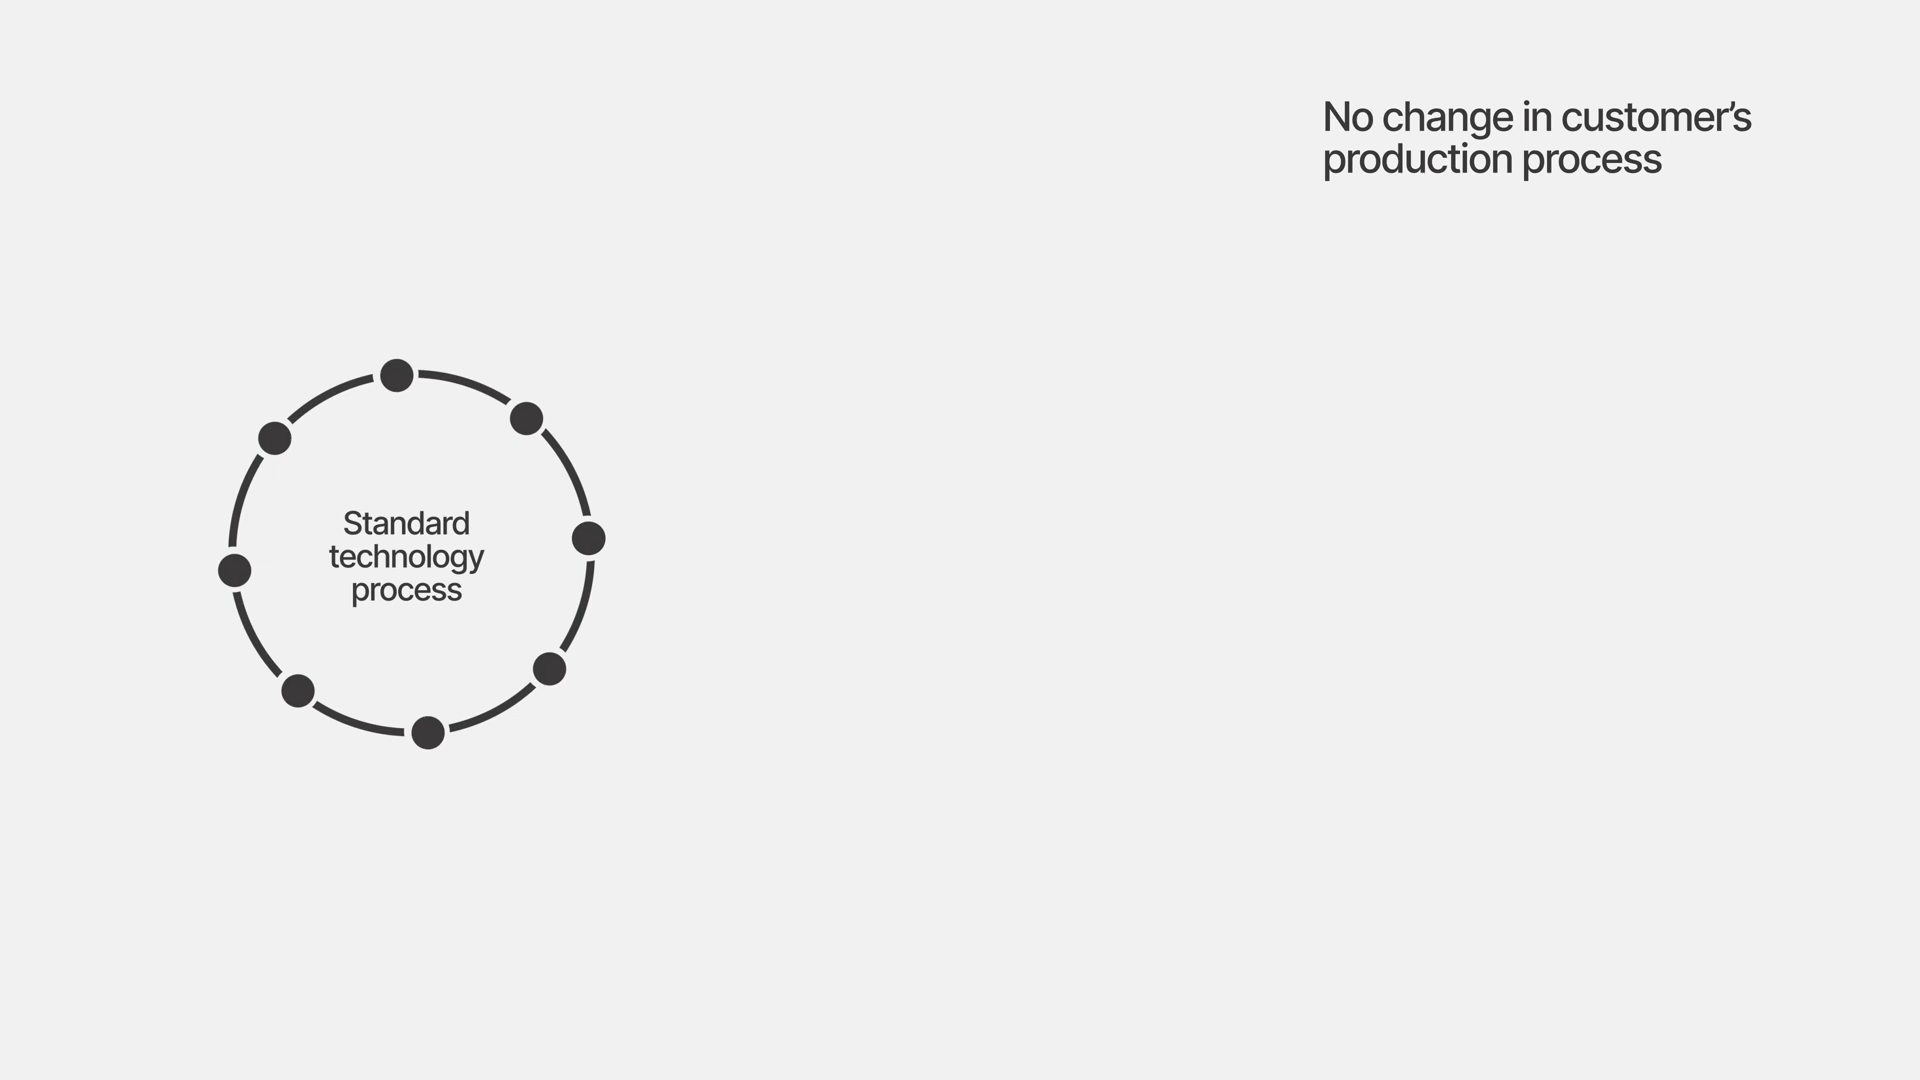 No change in customer’s
production process
Standard
technology
process